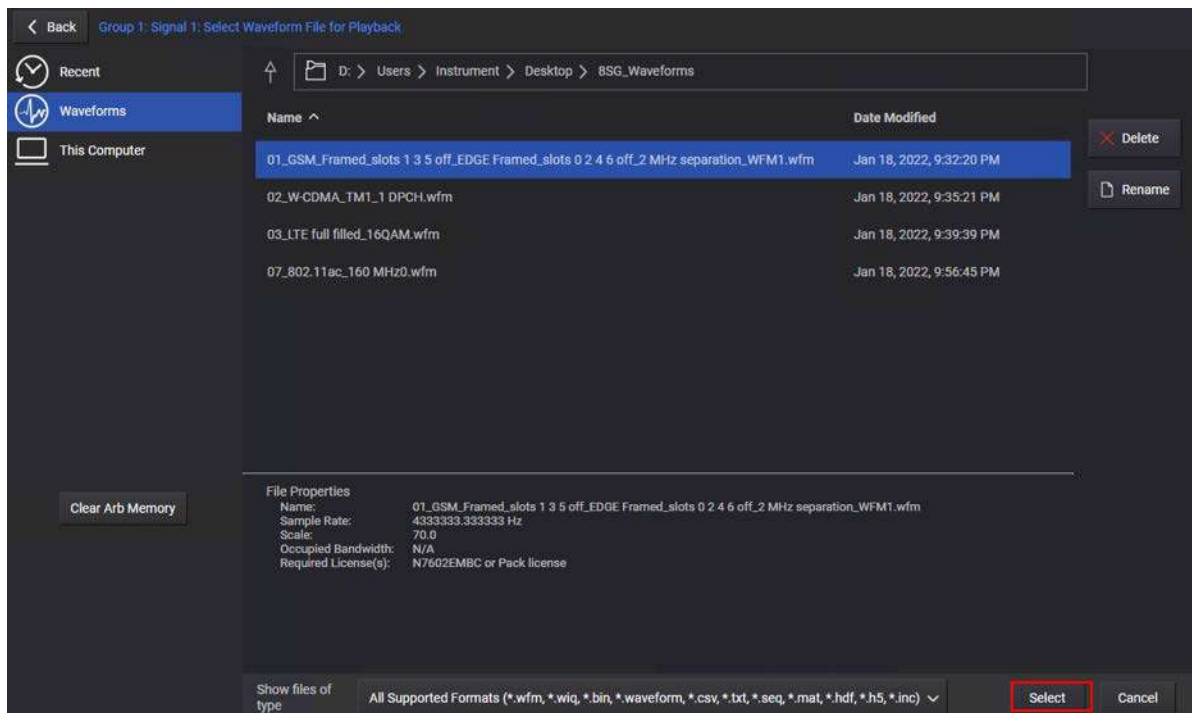 Back Group 1: Signal 1: Select Waveform File for Playback
Recent
Waveforms
This Computer
Clear Arb Memory
D: > Users > Instrument > Desktop > 8SG_Waveforms
Name Date Modified
01_GSM_Framed_slots 1 3 5 off_EDGE Framed_slots 0 2 4 6 off_2 MHz separation_WFM1.wfm Jan 18, 2022, 9:32:20 PM
02_W-CDMA_TM1_1 DPCH.wfm Jan 18, 2022, 9:35:21 PM
03_LTE full filled_16QAM.wfm Jan 18, 2022, 9:39:39 PM
07_802.11ac_160 MHz0.wfm Jan 18, 2022, 9:56:45 PM
Delete
Rename
File Properties
Name: 01_GSM_Framed_slots 1 3 5 off_EDGE Framed_slots 0 2 4 6 off_2 MHz separation_WFM1.wfm
Sample Rate: 4333333.333333 Hz
Scale: 70.0
Occupied Bandwidth: N/A
Required License(s): N7602EMBC or Pack license
Show files of
type
All Supported Formats (*.wfm, *.wiq, *.bin, *.waveform, *.csv, *.txt, *.seq, *.mat, *.hdf, *.h5, *.inc)
Select
Cancel